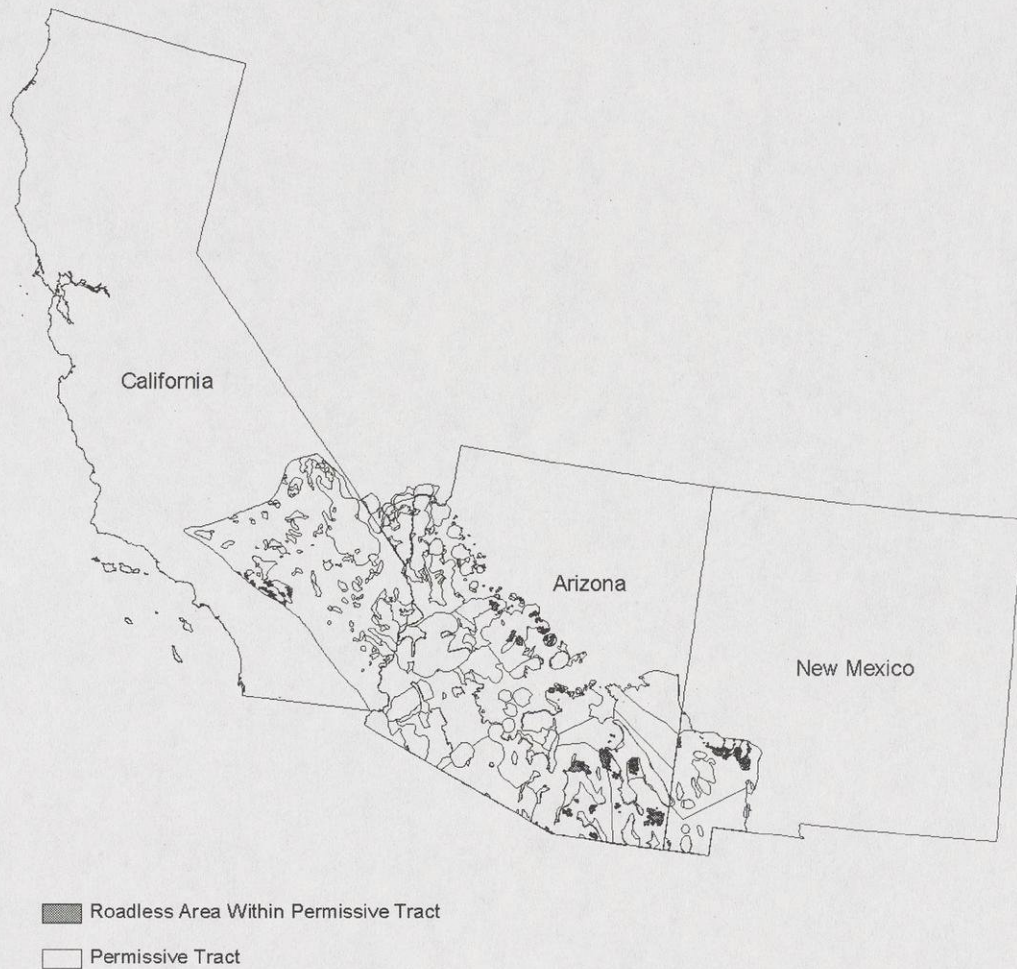 California
Arizona
New Mexico
Roadless Area Within Permissive Tract
Permissive Tract